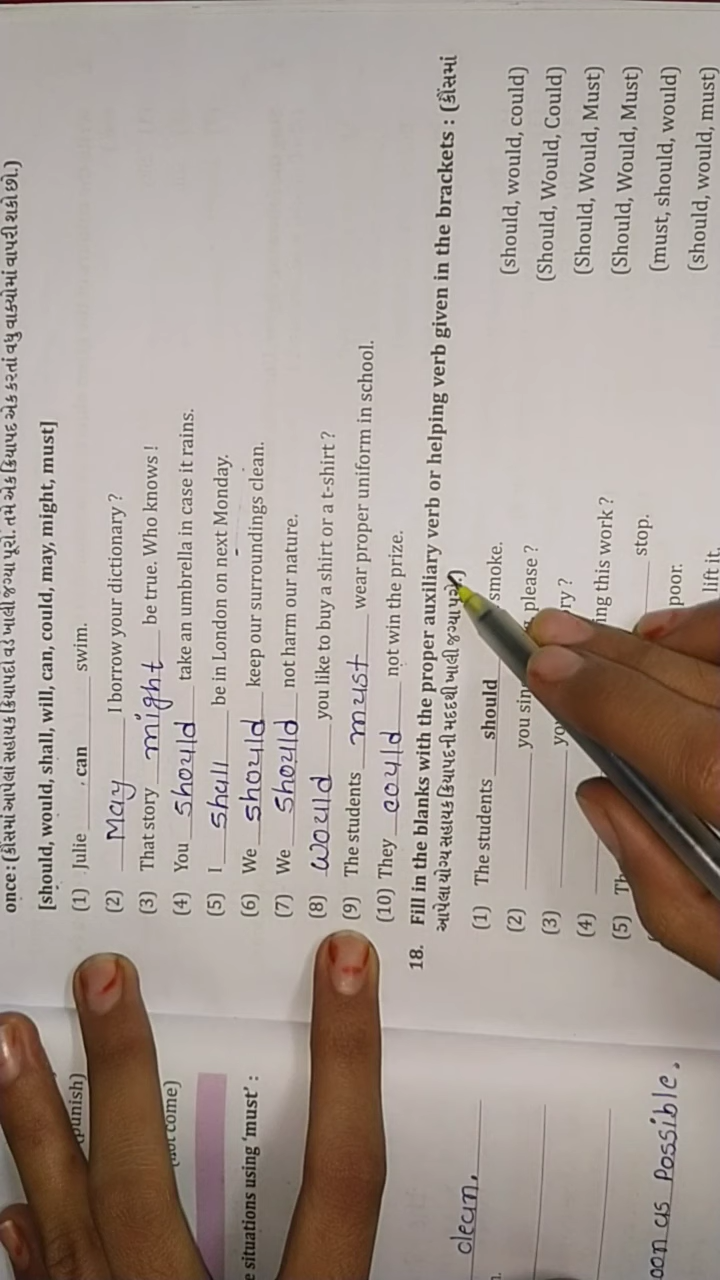 once : (કૌંસમાં આપેલાં સહાયક ક્રિયાપદો વડે ખાલી જગ્યા પૂરો. તમે એક ક્રિયાપદ એક કરતાં વધુ વાક્યોમાં વાપરી શકો છો.)
[should, would, shall, will, can, could, may, might, must]
(1) Julie can swim.
(2) May I borrow your dictionary ?
(3) That story might be true. Who knows !
(4) You should take an umbrella in case it rains.
(5) I shall be in London on next Monday.
(6) We should keep our surroundings clean.
(7) We should not harm our nature.
(8) would you like to buy a shirt or a t-shirt ?
(9) The students must wear proper uniform in school.
(10) They could not win the prize.
18. Fill in the blanks with the proper auxiliary verb or helping verb given in the brackets : (કૌંસમાં
આપેલા યોગ્ય સહાયક ક્રિયાપદની મદદથી ખાલી જગ્યા પૂરો.)
(1) The students should smoke. (should, would, could)
(2) you please ? (Should, Would, Could)
(3) (Should, Would, Must)
(4) this work ? (Should, Would, Must)
(5) stop. (must, should, would)
poor. (should, would, must)
lift it.
(punish)
come)
situations using 'must' :
clean,
as Possible.